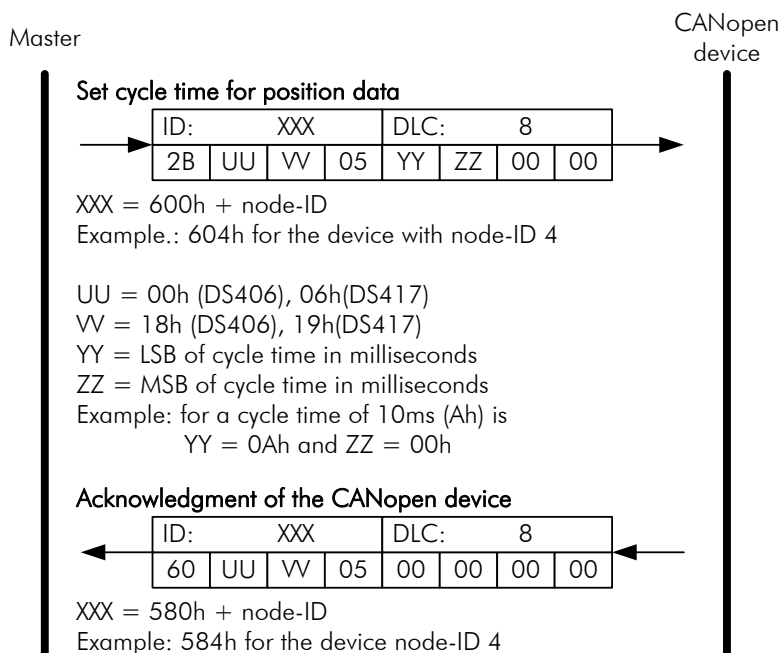 Master
CANopen
device
Set cycle time for position data
ID: XXX DLC: 8
2B UU VV 05 YY ZZ 00 00
XXX = 600h + node-ID
Example.: 604h for the device with node-ID 4
UU = 00h (DS406), 06h(DS417)
VV = 18h (DS406), 19h(DS417)
YY = LSB of cycle time in milliseconds
ZZ = MSB of cycle time in milliseconds
Example: for a cycle time of 10ms (Ah) is
YY = 0Ah and ZZ = 00h
Acknowledgment of the CANopen device
ID: XXX DLC: 8
60 UU VV 05 00 00 00 00
XXX = 580h + node-ID
Example: 584h for the device node-ID 4